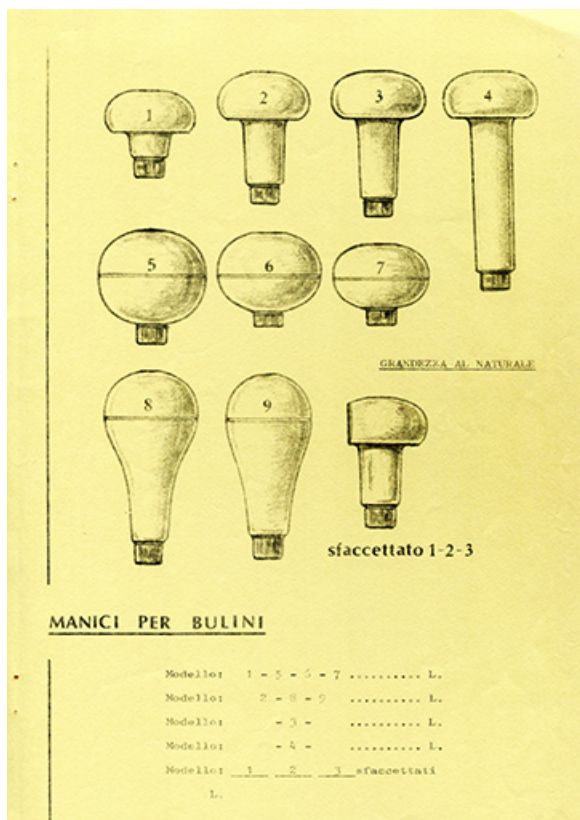 1 2 3 4
5 6 7
GRANDEZZA AL NATURALE
8 9
sfaccettato 1-2-3
MANICI PER BULINI
Modello: 1 - 5 - 6 - 7 .......... L.
Modello: 2 - 8 - 9 .......... L.
Modello: - 3 - .......... L.
Modello: - 4 - .......... L.
Modello: 1 2 3 sfaccettati
L.